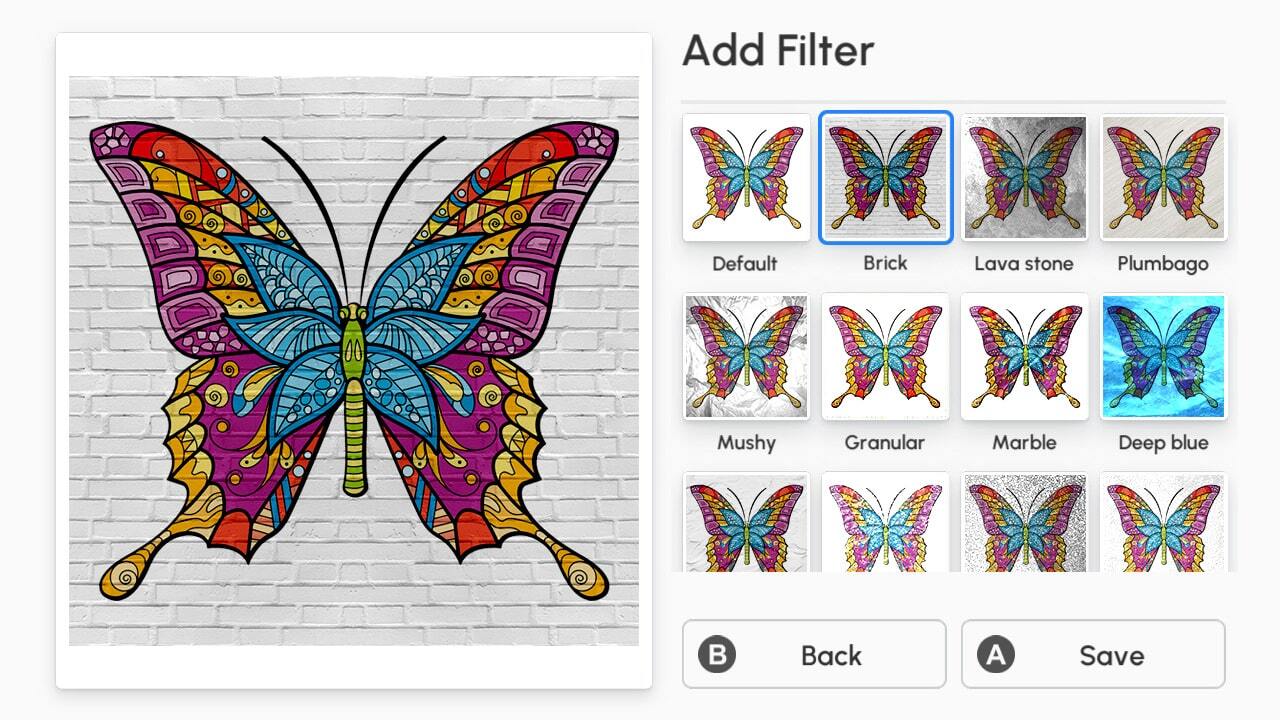 Add Filter
Default
Brick
Lava stone
Plumbago
Mushy
Granular
Marble
Deep blue
B Back
A Save